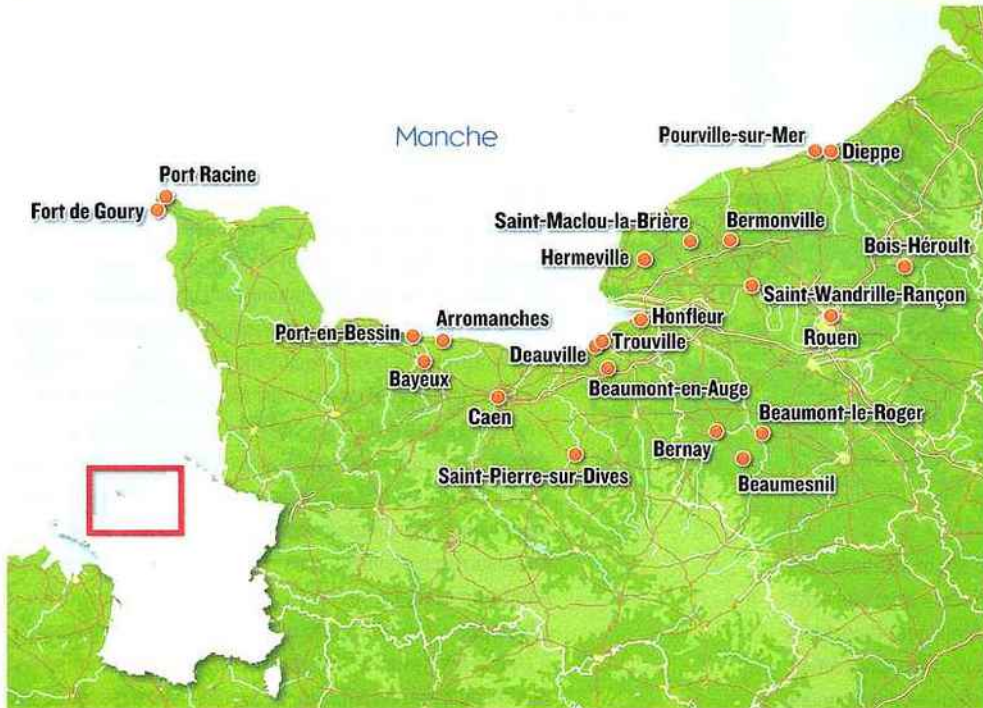 Manche
Pourville-sur-Mer
Dieppe
Port Racine
Fort de Goury
Saint-Maclou-la-Brière
Bermonville
Hermeville
Bois-Héroult
Saint-Wandrille-Rançon
Honfleur
Rouen
Port-en-Bessin
Arromanches
Deauville
Trouville
Bayeux
Beaumont-en-Auge
Caen
Beaumont-le-Roger
Bernay
Saint-Pierre-sur-Dives
Beaumesnil